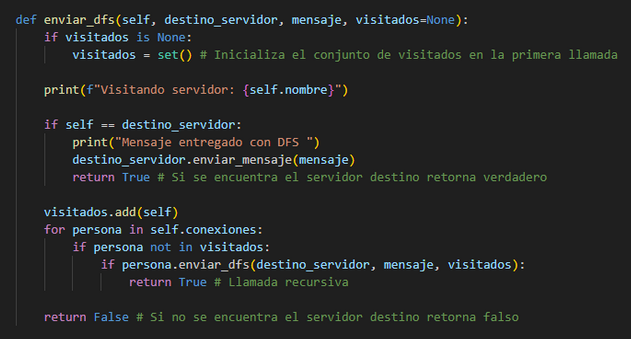 def enviar_dfs(self, destino_servidor, mensaje, visitados=None):
    if visitados is None:
        visitados = set() # Inicializa el conjunto de visitados en la primera llamada

    print(f"Visitando servidor: {self.nombre}")

    if self == destino_servidor:
        print("Mensaje entregado con DFS ")
        destino_servidor.enviar_mensaje(mensaje)
        return True # Si se encuentra el servidor destino retorna verdadero

    visitados.add(self)
    for persona in self.conexiones:
        if persona not in visitados:
            if persona.enviar_dfs(destino_servidor, mensaje, visitados):
                return True # Llamada recursiva

    return False # Si no se encuentra el servidor destino retorna falso